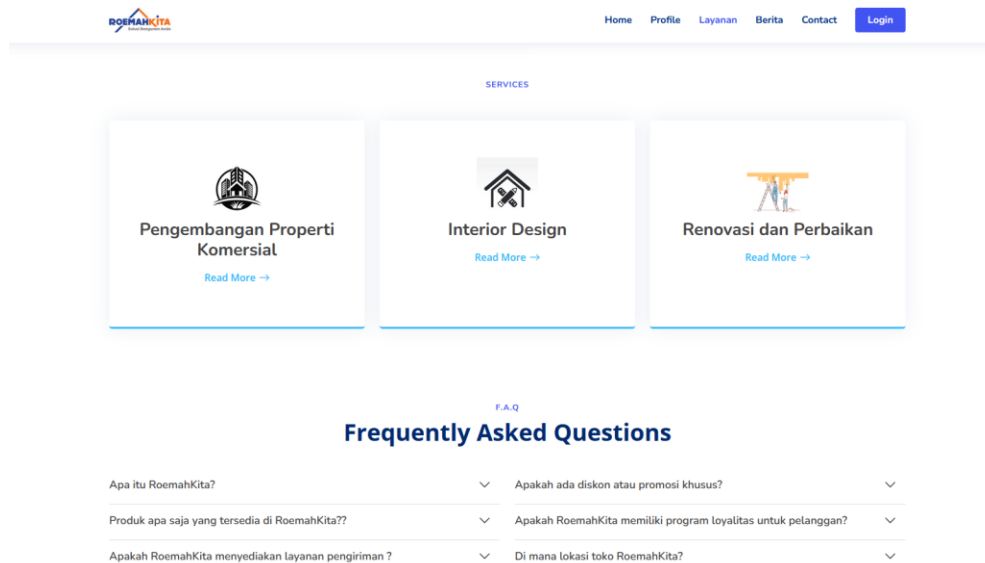 ROEMAHKITA
Home Profile Layanan Berita Contact Login
SERVICES
Pengembangan Properti
Komersial
Read More →
Interior Design
Read More →
Renovasi dan Perbaikan
Read More →
F.A.Q
Frequently Asked Questions
Apa itu RoemahKita?
Produk apa saja yang tersedia di RoemahKita??
Apakah RoemahKita menyediakan layanan pengiriman ?
Apakah ada diskon atau promosi khusus?
Apakah RoemahKita memiliki program loyalitas untuk pelanggan?
Di mana lokasi toko RoemahKita?